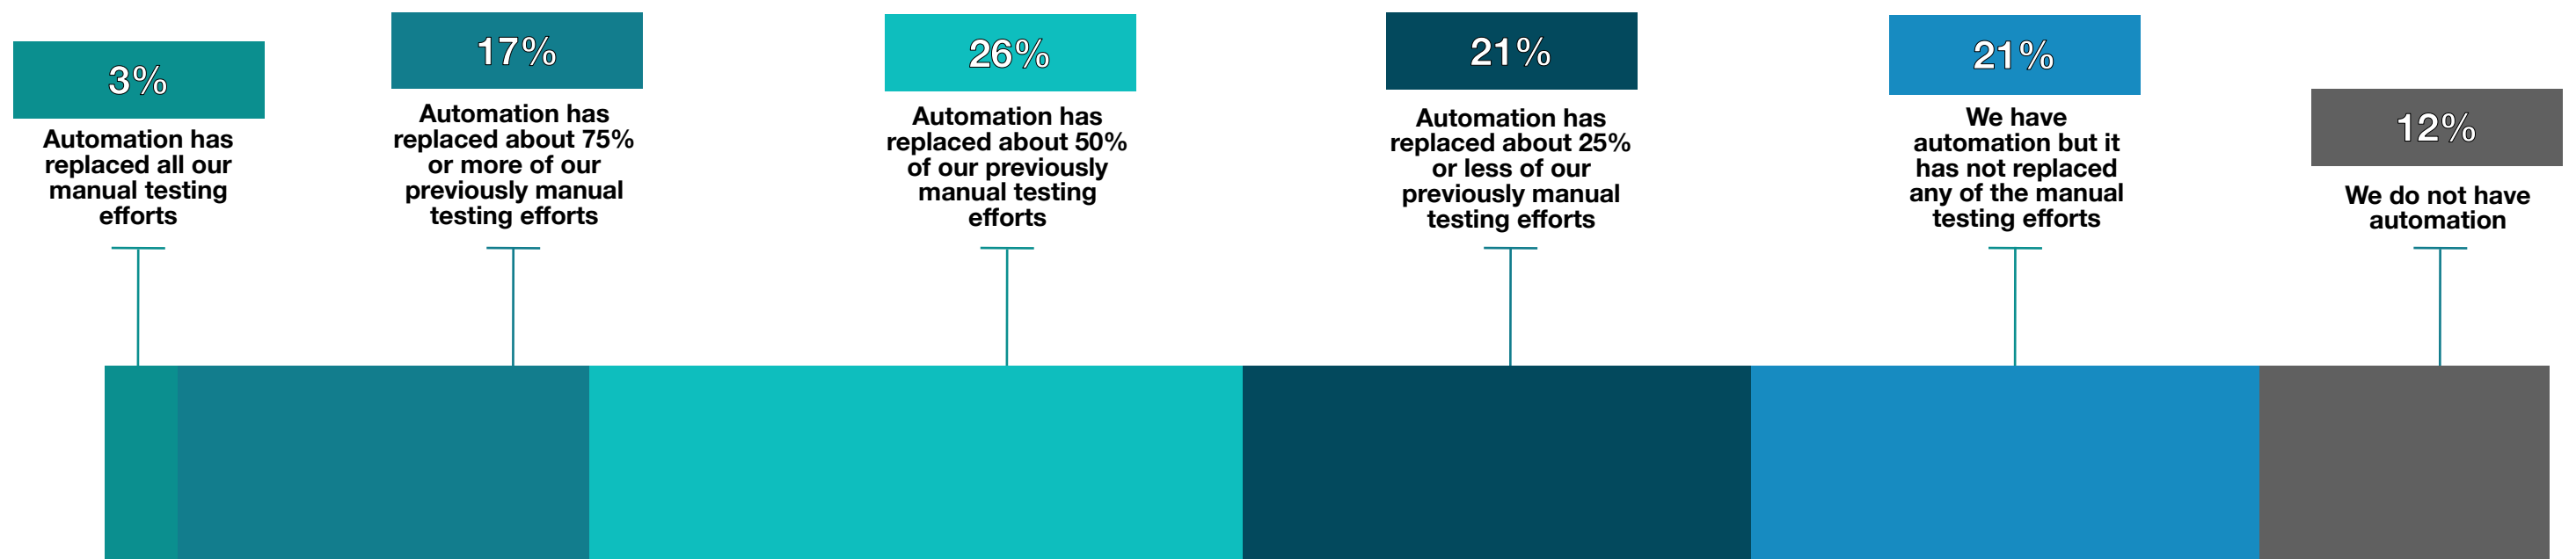 3%
Automation has
replaced all our
manual testing
efforts
17%
Automation has
replaced about 75%
or more of our
previously manual
testing efforts
26%
Automation has
replaced about 50%
of our previously
manual testing
efforts
21%
Automation has
replaced about 25%
or less of our
previously manual
testing efforts
21%
We have
automation but it
has not replaced
any of the manual
testing efforts
12%
We do not have
automation